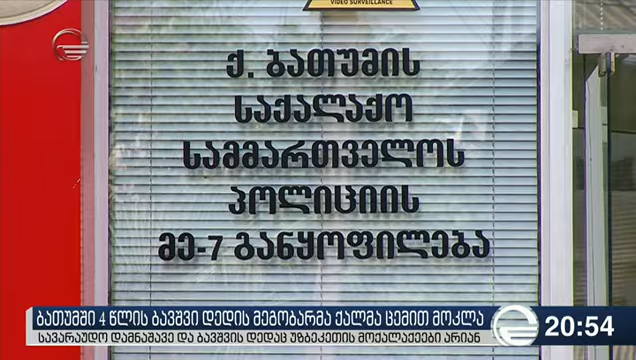 VIDEO SURVEILLANCE
ქ. ბათუმის
საქალაქო
სამმართველოს
პოლიციის
მე-7 განყოფილება
ბათუმში 4 წლის ბავშვი დედის მეგობარმა ქალმა ცემით მოკლა
სავარაუდო დამნაშავე და ბავშვის დედაც უზბეკეთის მოქალაქეები არიან
20:54